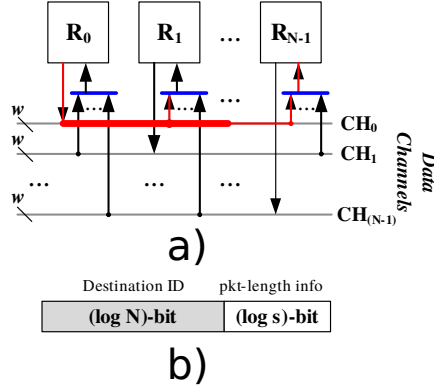 R0 R1 ... RN-1
... ... ... ...
w CH0
w CH1
... ... ...
w CH(N-1)
Data Channels
a)
Destination ID pkt-length info
(log N)-bit (log s)-bit
b)